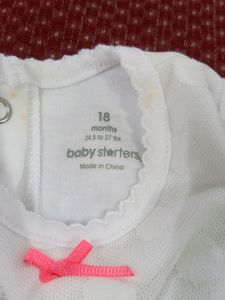 18
months
24.5 to 27 lbs
baby starters
Made in China